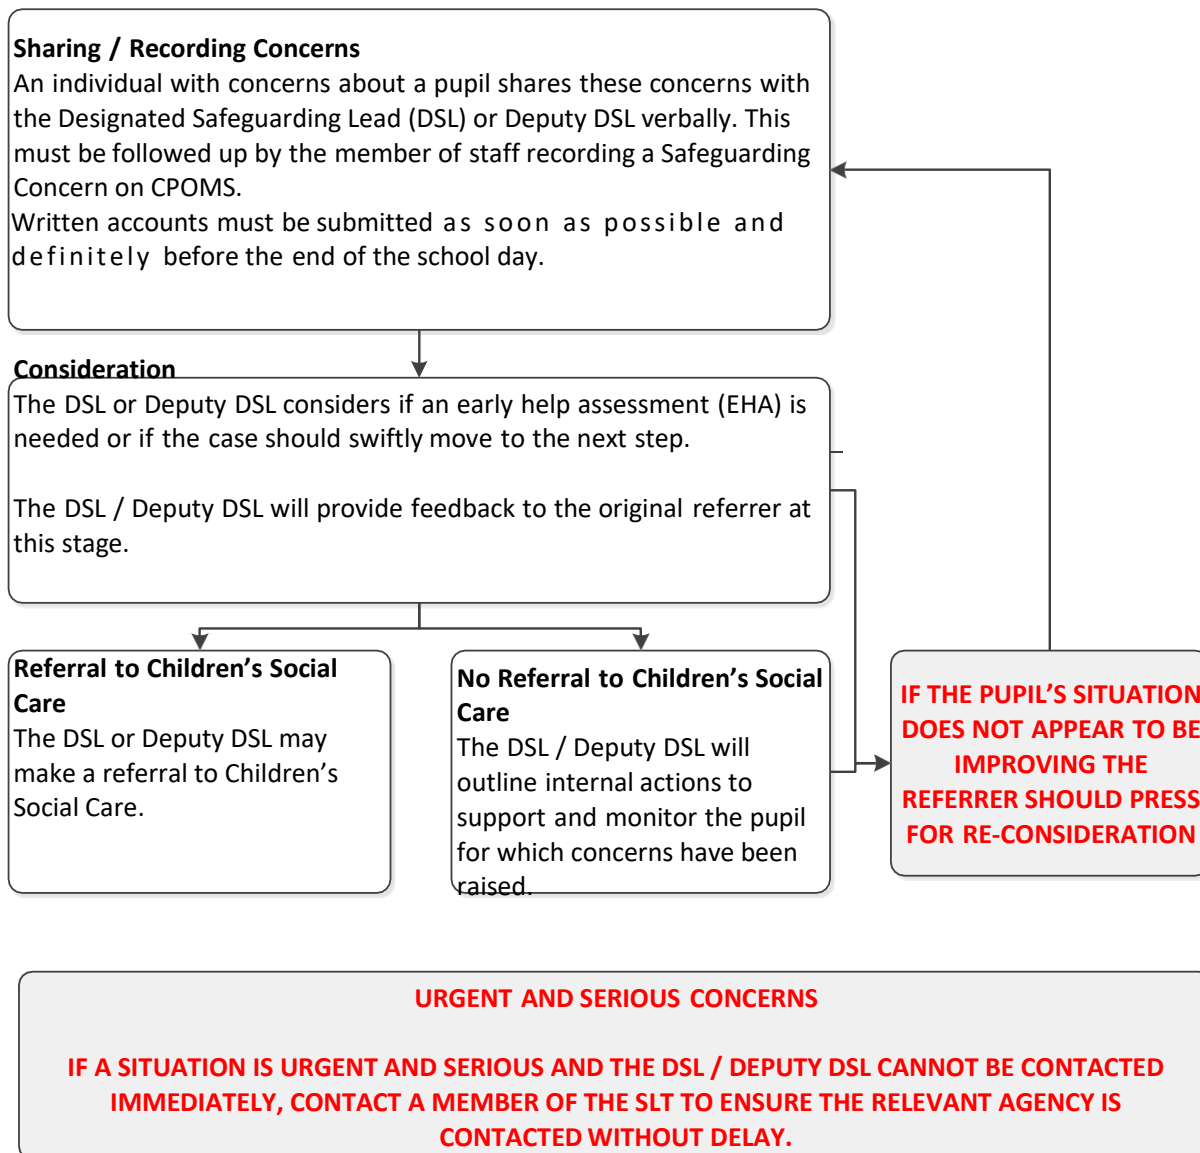 Sharing / Recording Concerns
An individual with concerns about a pupil shares these concerns with
the Designated Safeguarding Lead (DSL) or Deputy DSL verbally. This
must be followed up by the member of staff recording a Safeguarding
Concern on CPOMS.
Written accounts must be submitted as soon as possible and
definitely before the end of the school day.
Consideration
The DSL or Deputy DSL considers if an early help assessment (EHA) is
needed or if the case should swiftly move to the next step.
The DSL / Deputy DSL will provide feedback to the original referrer at
this stage.
Referral to Children’s Social
Care
The DSL or Deputy DSL may
make a referral to Children’s
Social Care.
No Referral to Children’s Social
Care
The DSL / Deputy DSL will
outline internal actions to
support and monitor the pupil
for which concerns have been
raised.
IF THE PUPIL’S SITUATION
DOES NOT APPEAR TO BE
IMPROVING THE
REFERRER SHOULD PRESS
FOR RE-CONSIDERATION
URGENT AND SERIOUS CONCERNS
IF A SITUATION IS URGENT AND SERIOUS AND THE DSL / DEPUTY DSL CANNOT BE CONTACTED
IMMEDIATELY, CONTACT A MEMBER OF THE SLT TO ENSURE THE RELEVANT AGENCY IS
CONTACTED WITHOUT DELAY.